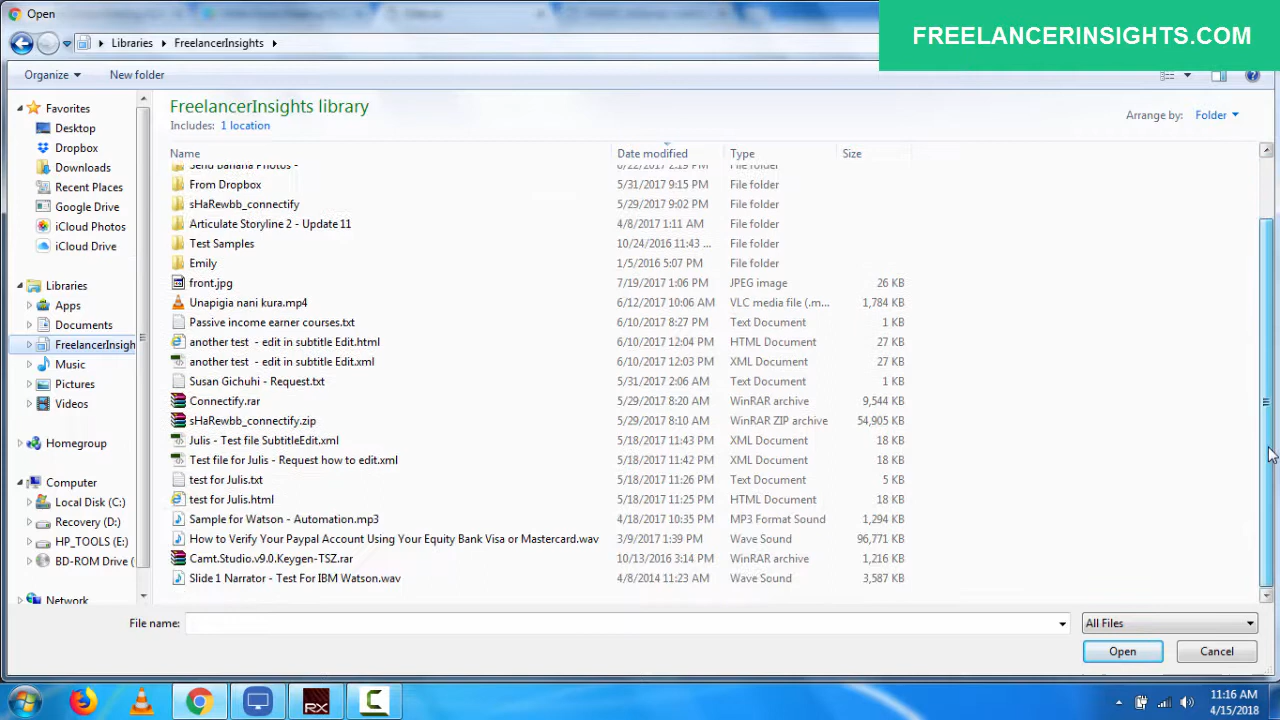 Open
FREELANCERINSIGHTS.COM
Libraries FreelancerInsights
Organize New folder
FreelancerInsights library
Includes: 1 location
Arrange by: Folder
Favorites
Desktop
Dropbox
Downloads
Recent Places
Google Drive
iCloud Photos
iCloud Drive
Libraries
Apps
Documents
FreelancerInsigh
Music
Pictures
Videos
Homegroup
Computer
Local Disk (C:)
Recovery (D:)
HP_TOOLS (E:)
BD-ROM Drive (
Network
Name Date modified Type Size
Send Banana Photos - 6/22/2017 2:19 PM File folder
From Dropbox 5/31/2017 9:15 PM File folder
sHaRewbb_connectify 5/29/2017 9:02 PM File folder
Articulate Storyline 2 - Update 11 4/8/2017 1:11 AM File folder
Test Samples 10/24/2016 11:43 ... File folder
Emily 1/5/2016 5:07 PM File folder
front.jpg 7/19/2017 1:06 PM JPEG image 26 KB
Unapigia nani kura.mp4 6/12/2017 10:06 AM VLC media file (.m... 1,784 KB
Passive income earner courses.txt 6/10/2017 8:27 PM Text Document 1 KB
another test - edit in subtitle Edit.html 6/10/2017 12:04 PM HTML Document 27 KB
another test - edit in subtitle Edit.xml 6/10/2017 12:03 PM XML Document 27 KB
Susan Gichuhi - Request.txt 5/31/2017 2:06 AM Text Document 1 KB
Connectify.rar 5/29/2017 8:20 AM WinRAR archive 9,544 KB
sHaRewbb_connectify.zip 5/29/2017 8:10 AM WinRAR ZIP archive 54,905 KB
Julis - Test file SubtitleEdit.xml 5/18/2017 11:43 PM XML Document 18 KB
Test file for Julis - Request how to edit.xml 5/18/2017 11:42 PM XML Document 18 KB
test for Julis.txt 5/18/2017 11:26 PM Text Document 5 KB
test for Julis.html 5/18/2017 11:25 PM HTML Document 18 KB
Sample for Watson - Automation.mp3 4/18/2017 10:35 PM MP3 Format Sound 1,294 KB
How to Verify Your Paypal Account Using Your Equity Bank Visa or Mastercard.wav 3/9/2017 1:39 PM Wave Sound 96,771 KB
Camt.Studio.v9.0.Keygen-TSZ.rar 10/13/2016 3:14 PM WinRAR archive 1,216 KB
Slide 1 Narrator - Test For IBM Watson.wav 4/8/2014 11:23 AM Wave Sound 3,587 KB
File name: All Files
Open Cancel
RX
11:16 AM
4/15/2018